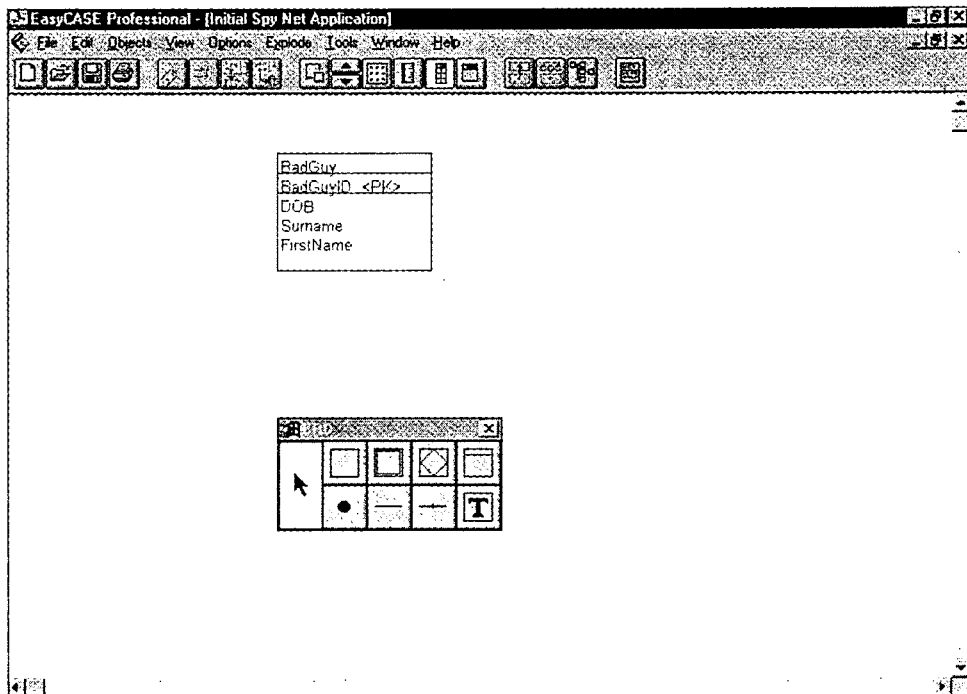 EasyCASE Professional - [Initial Spy Net Application]
File Edit Objects View Options Explode Tools Window Help
BadGuy
BadGuyID <PK>
DOB
Surname
FirstName
T